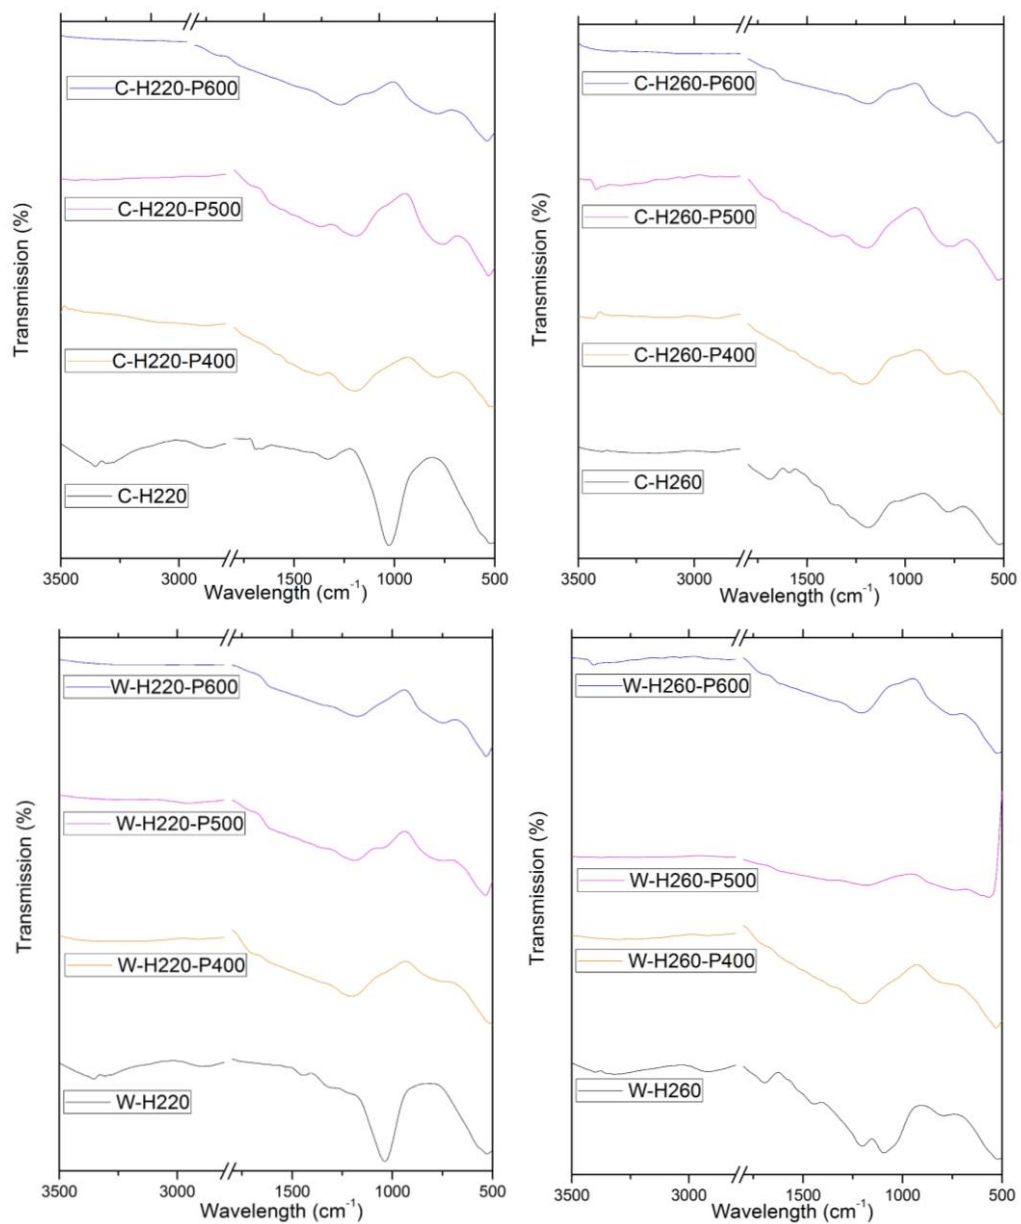 Transmission (%)
C-H220-P600
C-H220-P500
C-H220-P400
C-H220
3500 3000 1500 1000 500
Wavelength (cm-1)
Transmission (%)
C-H260-P600
C-H260-P500
C-H260-P400
C-H260
3500 3000 1500 1000 500
Wavelength (cm-1)
Transmission (%)
W-H220-P600
W-H220-P500
W-H220-P400
W-H220
3500 3000 1500 1000 500
Wavelength (cm-1)
Transmission (%)
W-H260-P600
W-H260-P500
W-H260-P400
W-H260
3500 3000 1500 1000 500
Wavelength (cm-1)